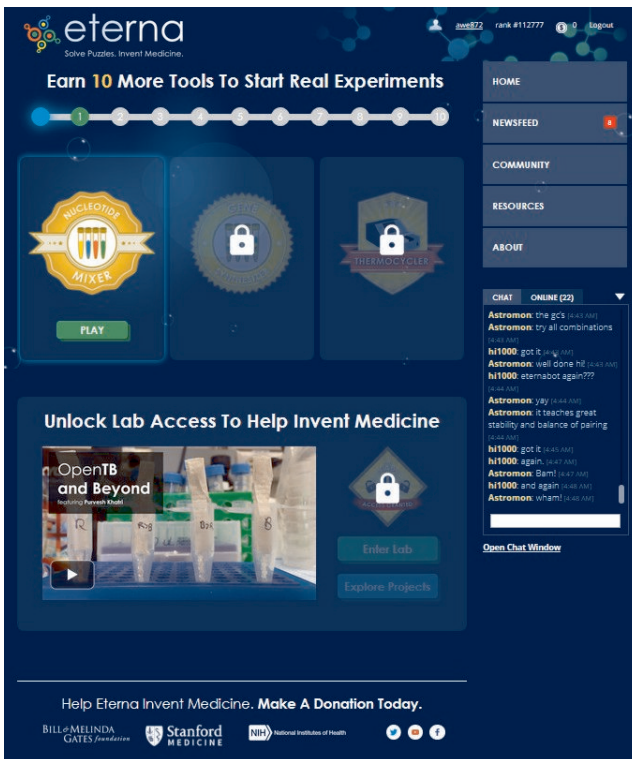 eterna
Solve Puzzles. Invent Medicine.
awe872 rank #112777 0 Logout
Earn 10 More Tools To Start Real Experiments
1 2 3 4 5 6 7 8 9 10
HOME
NEWSFEED 8
COMMUNITY
RESOURCES
ABOUT
NUCLEOTIDE
MIXER
THERMOCYCLER
PLAY
CHAT ONLINE (22)
Astromon: the gc's [4:43 AM]
Astromon: try all combinations
[4:43 AM]
hi1000: got it [4:43 AM]
Astromon: well done hi! [4:43 AM]
hi1000: eternabot again???
[4:44 AM]
Astromon: yay [4:44 AM]
Astromon: it teaches great
stability and balance of pairing
[4:44 AM]
hi1000: got it [4:45 AM]
hi1000: again. [4:47 AM]
Astromon: Bam! [4:47 AM]
hi1000: and again [4:48 AM]
Astromon: wham! [4:48 AM]
Open Chat Window
Unlock Lab Access To Help Invent Medicine
OpenTB
and Beyond
featuring Purvesh Khatri
Enter Lab
Explore Projects
Help Eterna Invent Medicine. Make A Donation Today.
BILL & MELINDA
GATES foundation
Stanford
MEDICINE
NIH National Institutes of Health